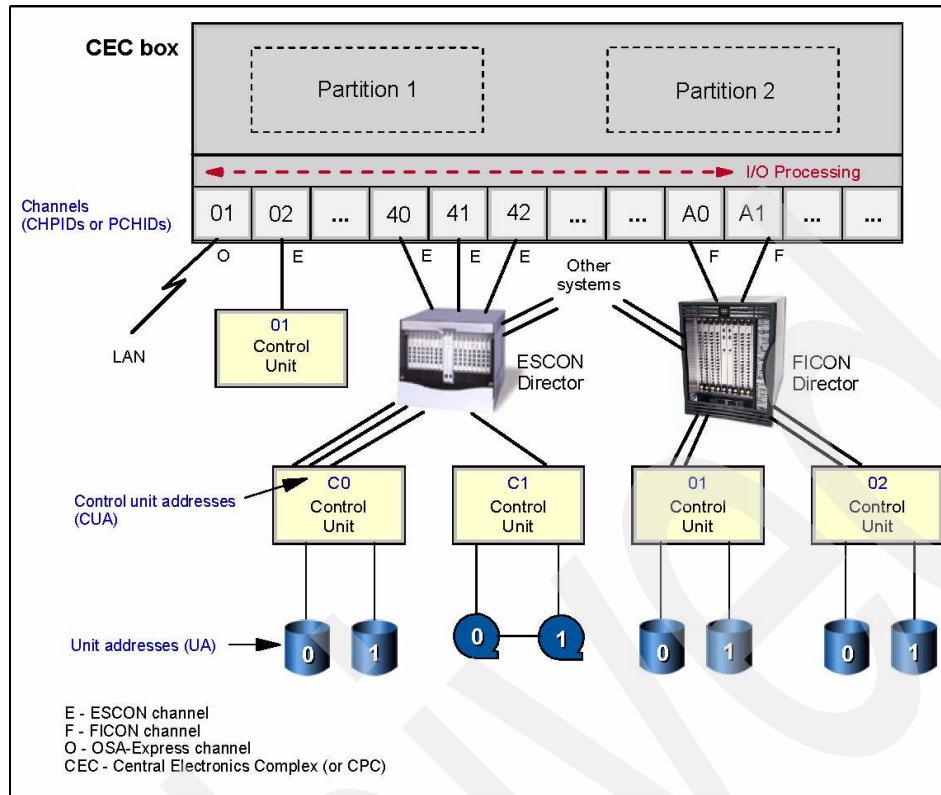 CEC box
Partition 1
Partition 2
I/O Processing
Channels
(CHPIDs or PCHIDs)
01 02 ... 40 41 42 ... ... A0 A1 ... ...
O E E E E F F
Other
systems
LAN
01
Control
Unit
ESCON
Director
FICON
Director
Control unit addresses
(CUA)
C0
Control
Unit
C1
Control
Unit
01
Control
Unit
02
Control
Unit
Unit addresses (UA)
0 1 0 1 0 1 0 1
E - ESCON channel
F - FICON channel
O - OSA-Express channel
CEC - Central Electronics Complex (or CPC)